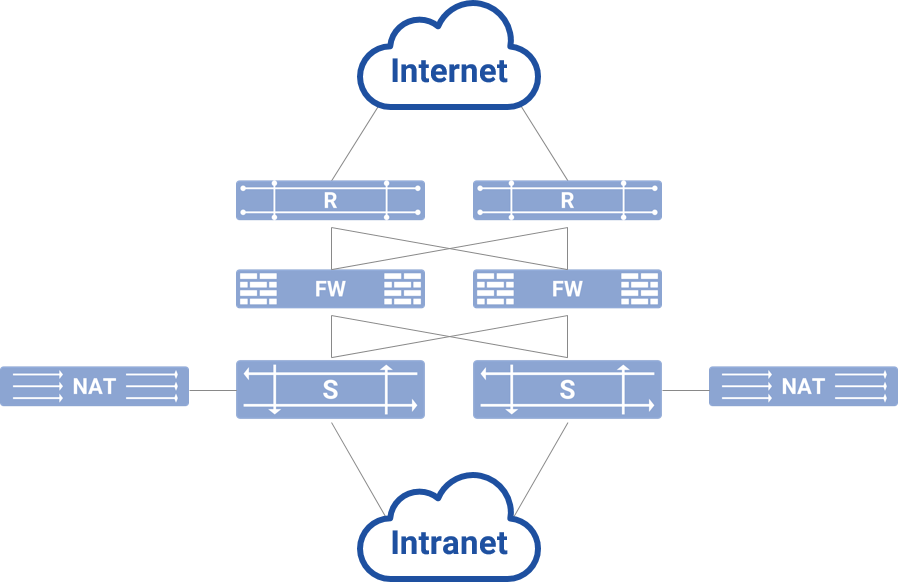 Internet
R
R
FW
FW
NAT
S
S
NAT
Intranet